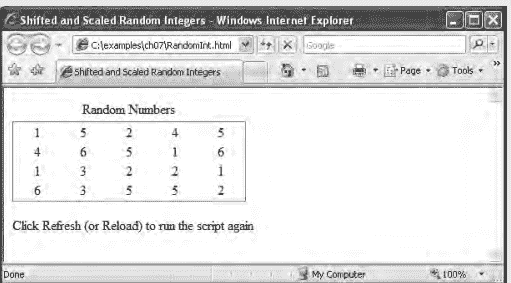 Shifted and Scaled Random Integers - Windows Internet Explorer
C:\examples\ch07\RandomInt.html
Google
Shifted and Scaled Random Integers
Page
Tools
Random Numbers
1 5 2 4 5
4 6 5 1 6
1 3 2 2 1
6 3 5 5 2
Click Refresh (or Reload) to run the script again
Done
My Computer
100%